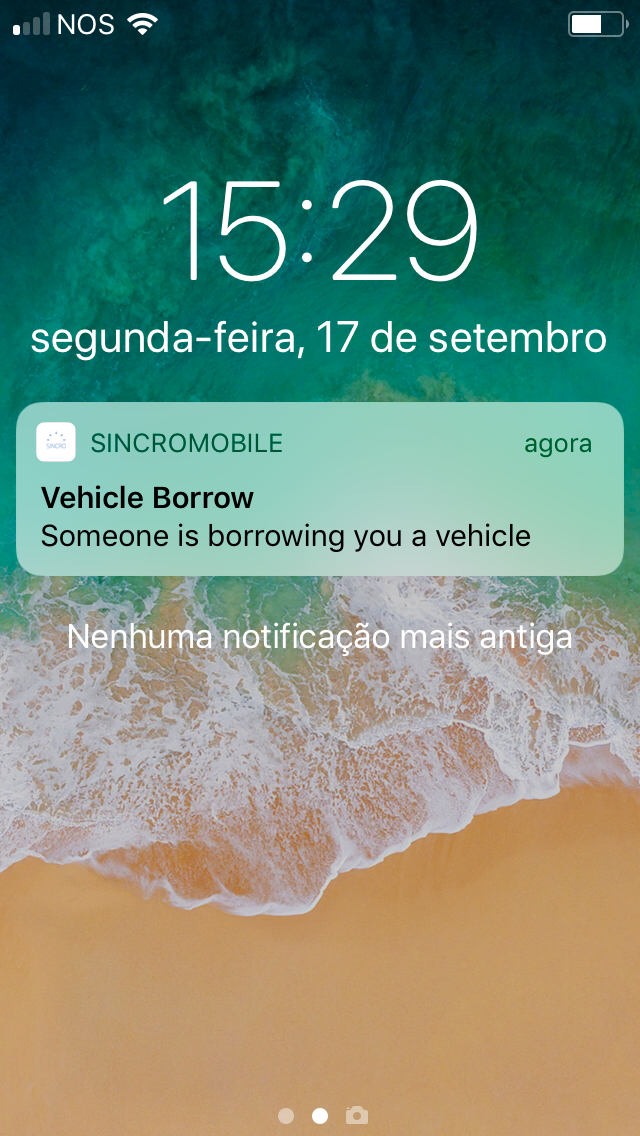 NOS
15:29
segunda-feira, 17 de setembro
SINCRO
SINCROMOBILE
agora
Vehicle Borrow
Someone is borrowing you a vehicle
Nenhuma notificação mais antiga